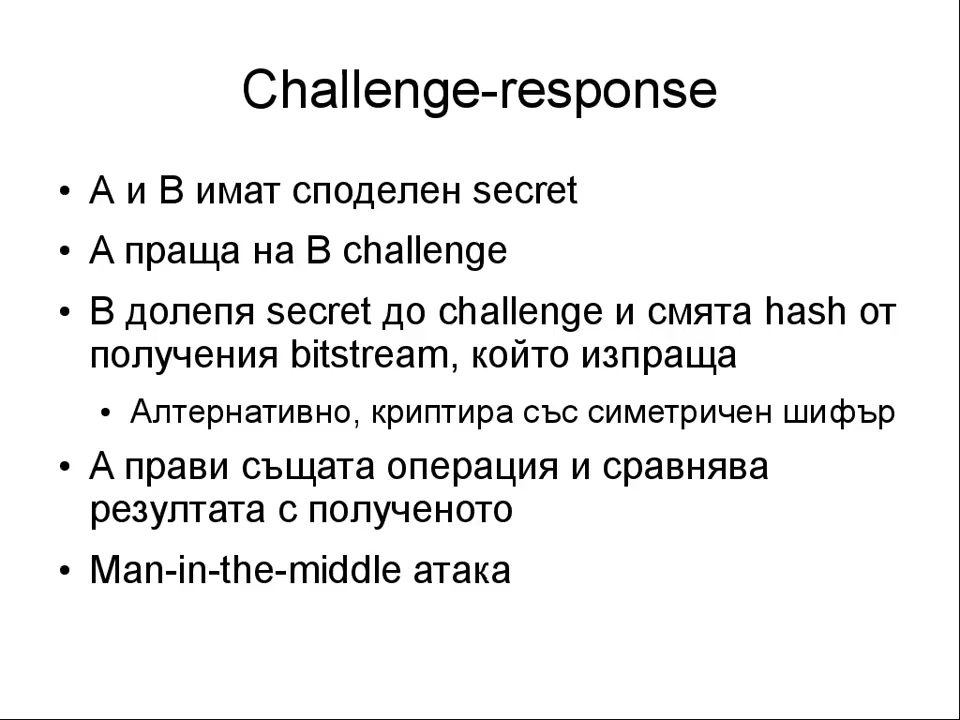 Challenge-response
• А и B имат споделен secret
• А праща на B challenge
• B долепя secret до challenge и смята hash от
получения bitstream, който изпраща
• Алтернативно, криптира със симетричен шифър
• А прави същата операция и сравнява
резултата с полученото
• Man-in-the-middle атака